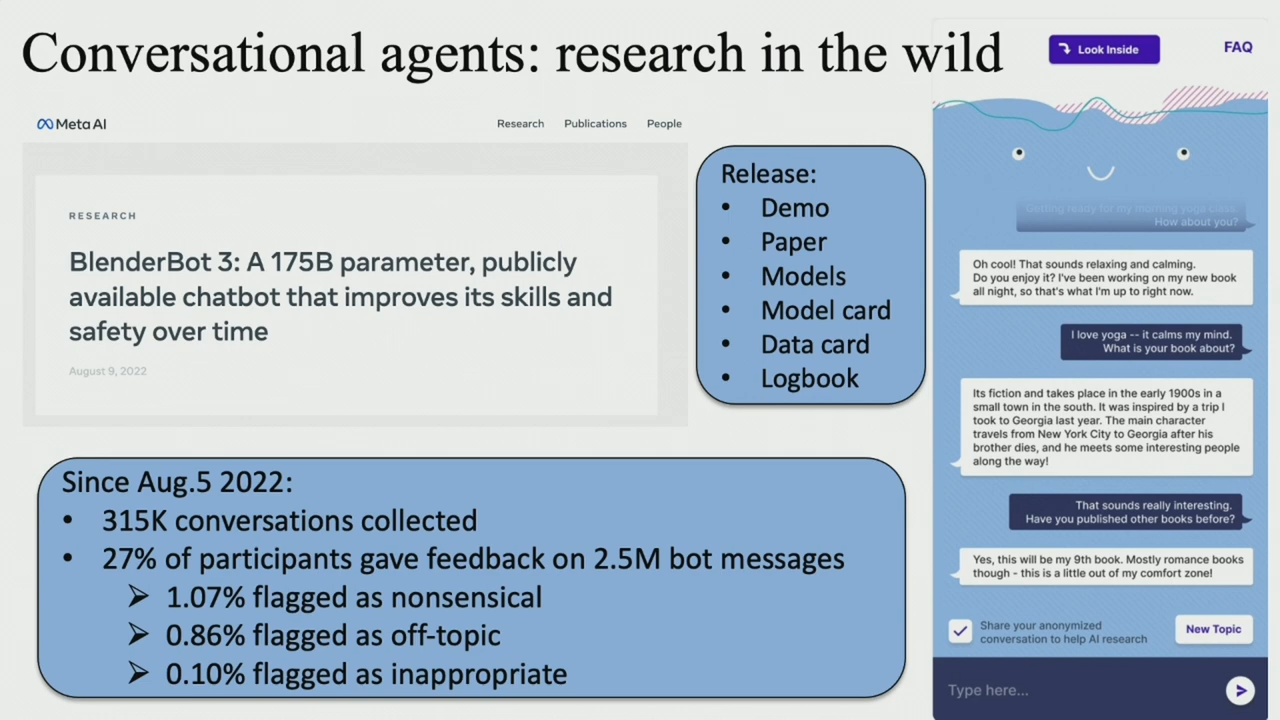 Conversational agents: research in the wild
Meta AI
Research Publications People
RESEARCH
BlenderBot 3: A 175B parameter, publicly
available chatbot that improves its skills and
safety over time
August 9, 2022
Release:
• Demo
• Paper
• Models
• Model card
• Data card
• Logbook
Since Aug.5 2022:
• 315K conversations collected
• 27% of participants gave feedback on 2.5M bot messages
➢ 1.07% flagged as nonsensical
➢ 0.86% flagged as off-topic
➢ 0.10% flagged as inappropriate
Look Inside
FAQ
Getting ready for my morning yoga class.
How about you?
Oh cool! That sounds relaxing and calming.
Do you enjoy it? I've been working on my new book
all night, so that's what I'm up to right now.
I love yoga -- it calms my mind.
What is your book about?
Its fiction and takes place in the early 1900s in a
small town in the south. It was inspired by a trip I
took to Georgia last year. The main character
travels from New York City to Georgia after his
brother dies, and he meets some interesting people
along the way!
That sounds really interesting.
Have you published other books before?
Yes, this will be my 9th book. Mostly romance books
though - this is a little out of my comfort zone!
Share your anonymized
conversation to help AI research
New Topic
Type here...